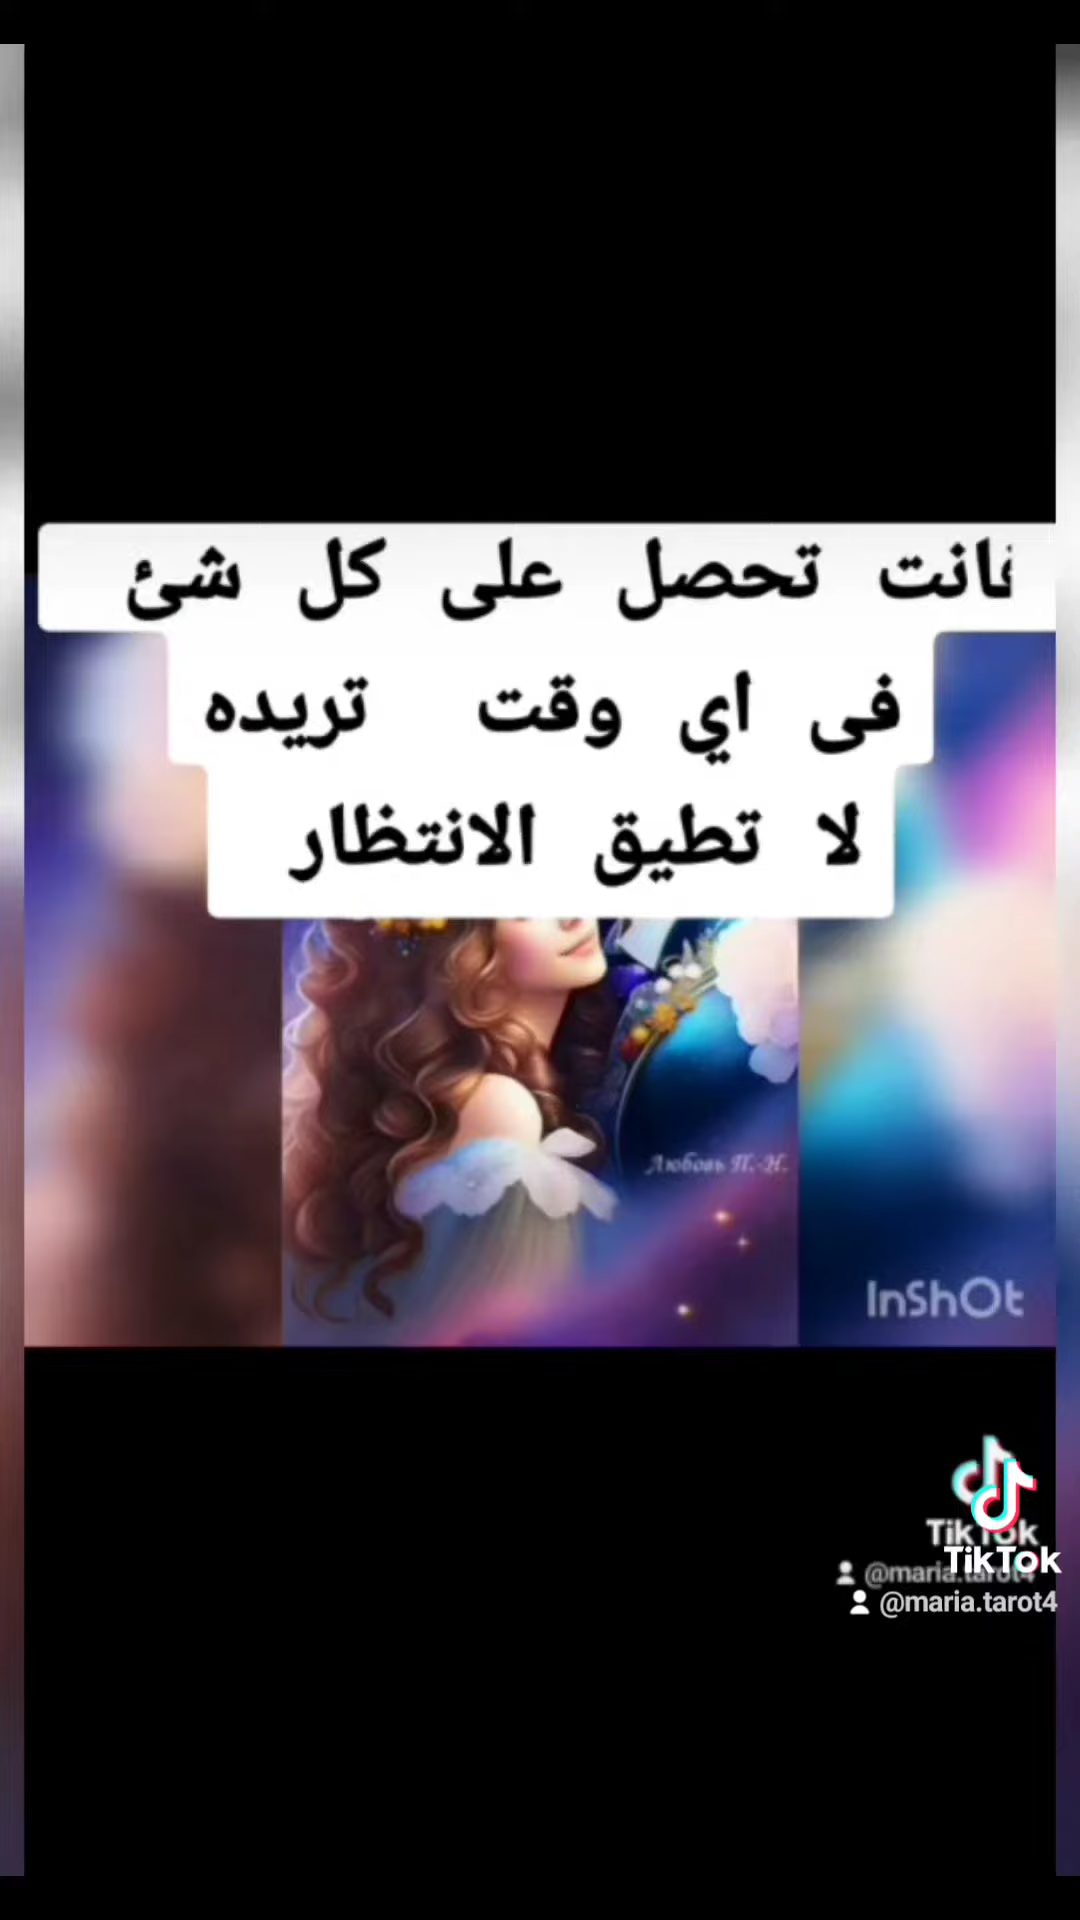 فانت تحصل على كل شئ
فى اي وقت تريده
لا تطيق الانتظار
Любовь П.-Н.
InShOt
TikTok
TikTok
@maria.tarot4
@maria.tarot4